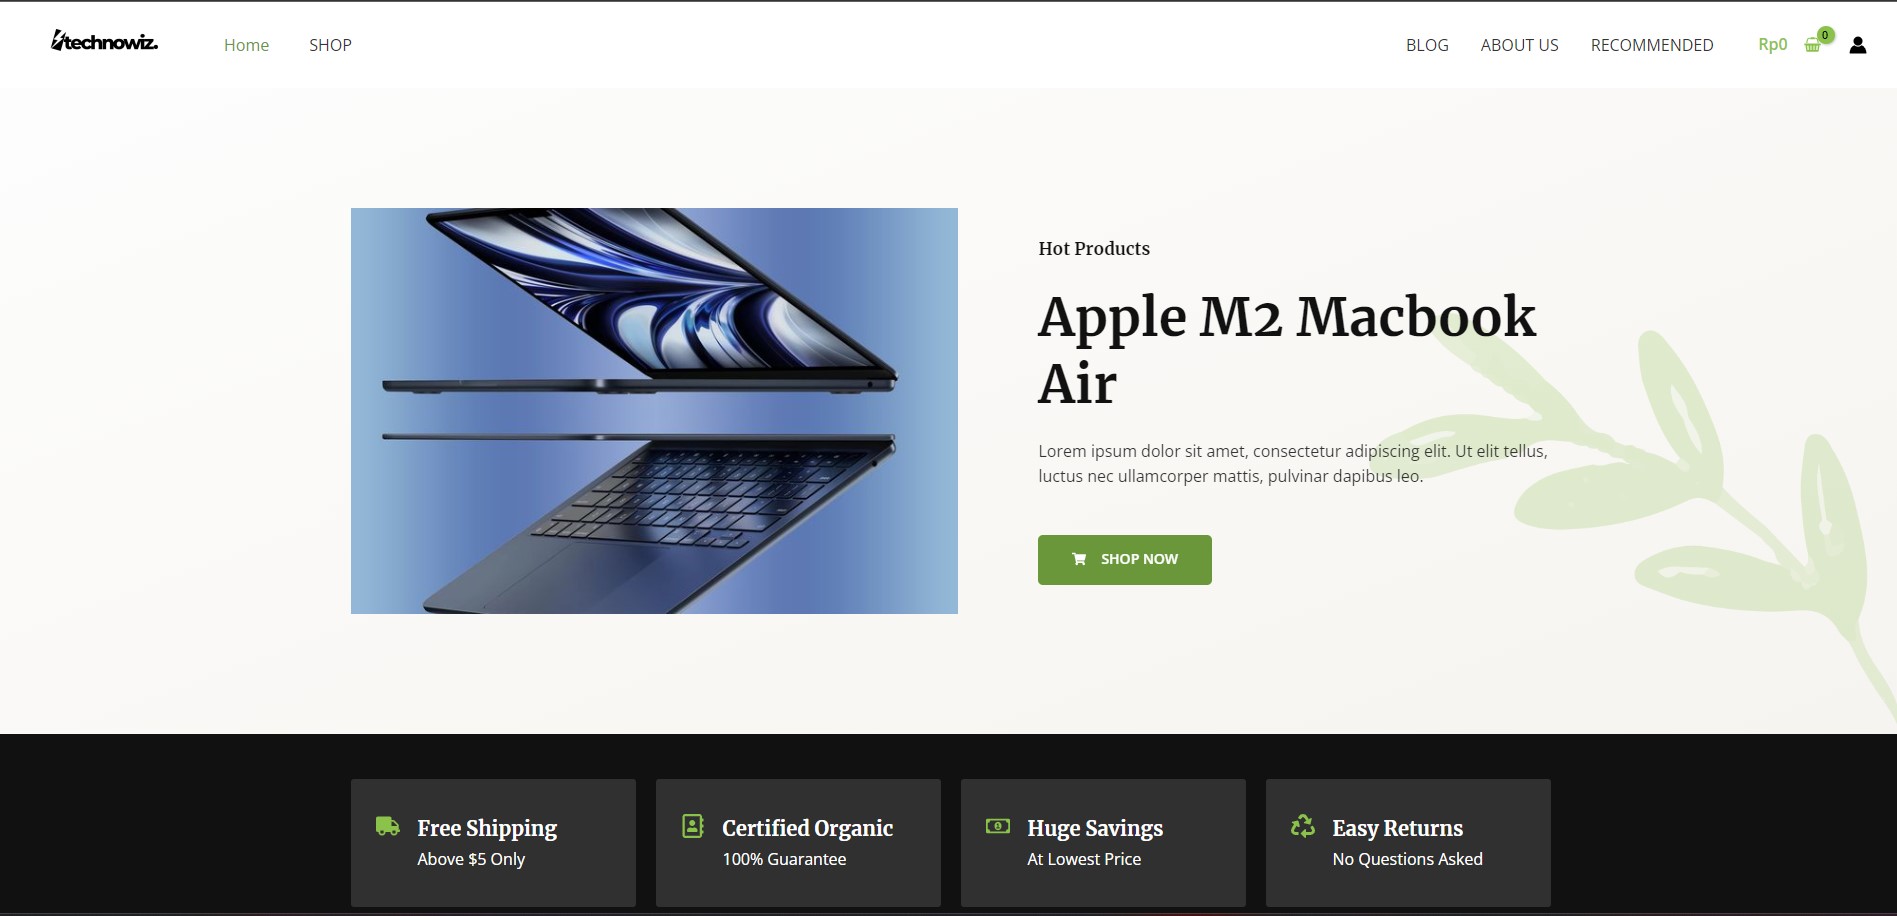 technowiz.
Home
SHOP
BLOG
ABOUT US
RECOMMENDED
Rp0
0
Hot Products
Apple M2 Macbook
Air
Lorem ipsum dolor sit amet, consectetur adipiscing elit. Ut elit tellus,
luctus nec ullamcorper mattis, pulvinar dapibus leo.
SHOP NOW
Free Shipping
Above $5 Only
Certified Organic
100% Guarantee
Huge Savings
At Lowest Price
Easy Returns
No Questions Asked